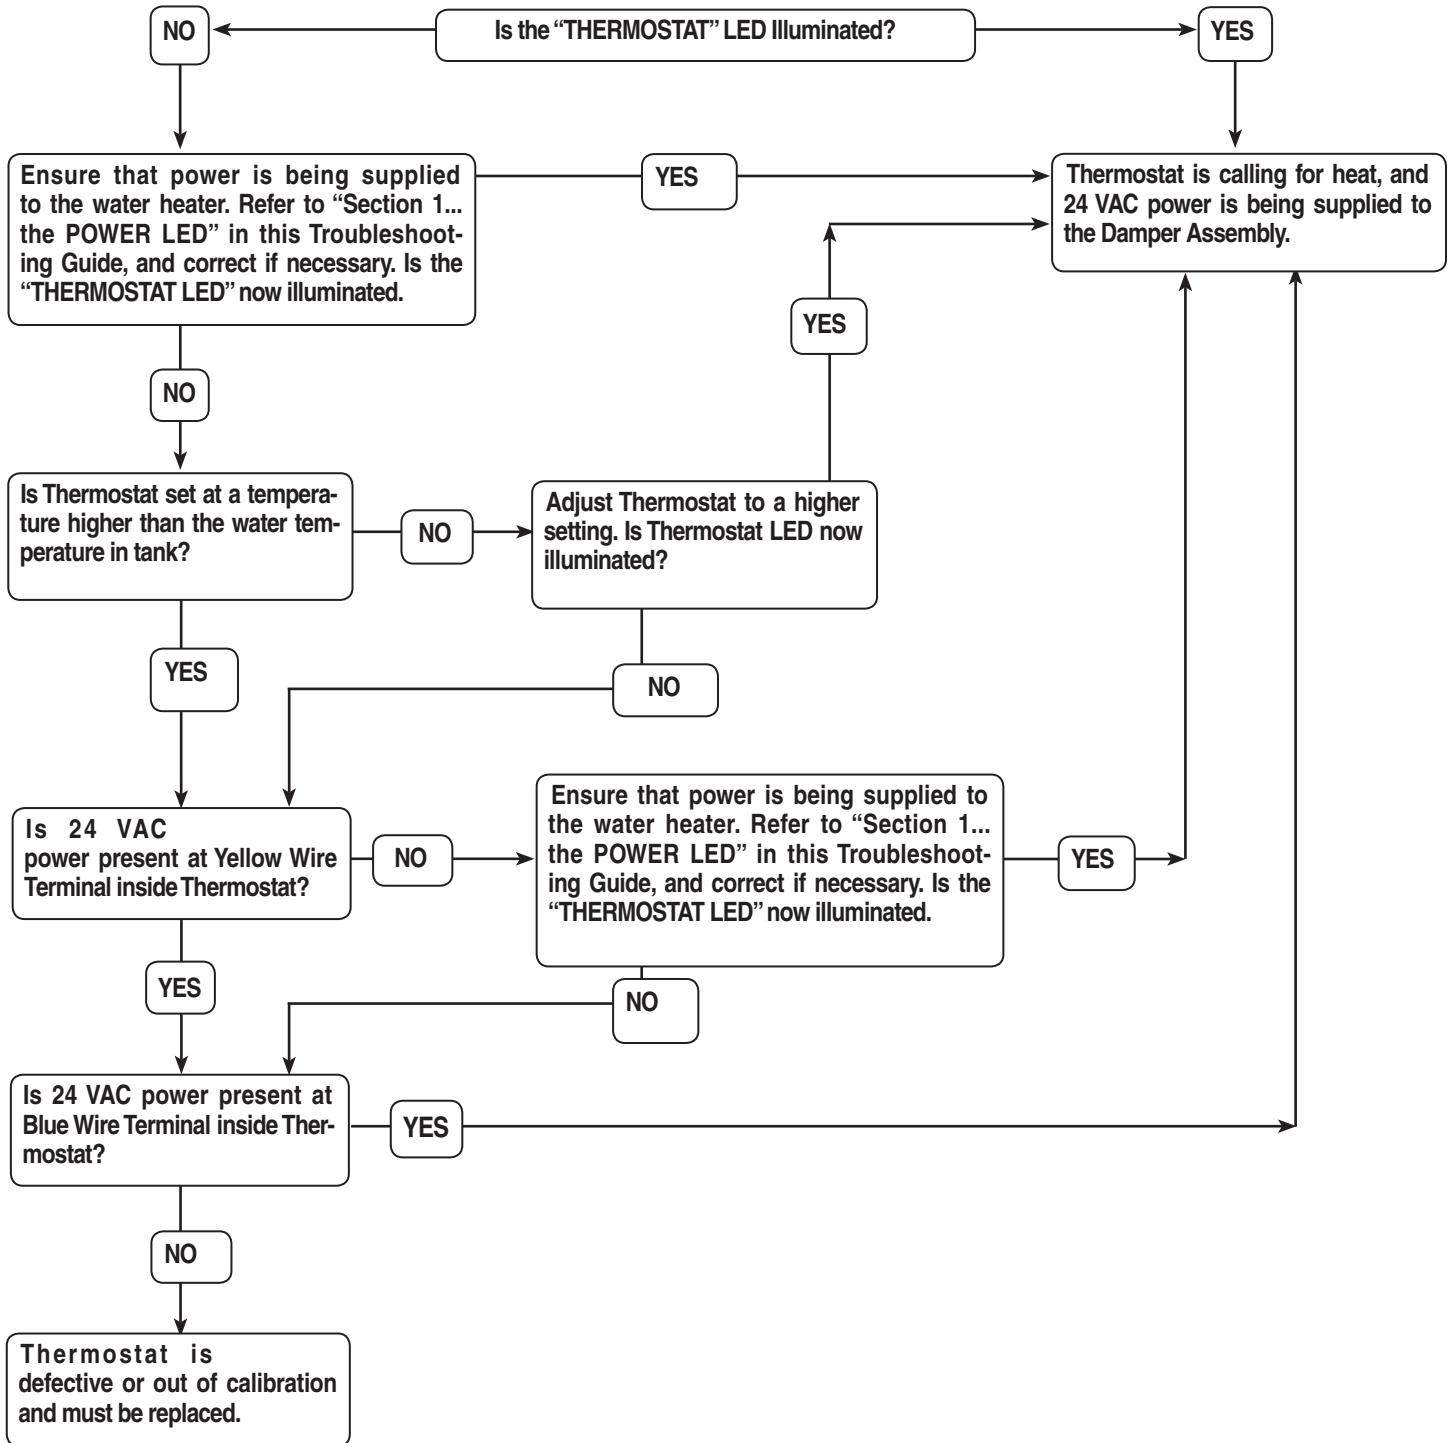 NO
Is the “THERMOSTAT” LED Illuminated?
YES
Ensure that power is being supplied
to the water heater. Refer to “Section 1...
the POWER LED” in this Troubleshoot-
ing Guide, and correct if necessary. Is the
“THERMOSTAT LED” now illuminated.
YES
Thermostat is calling for heat, and
24 VAC power is being supplied to
the Damper Assembly.
YES
NO
Is Thermostat set at a tempera-
ture higher than the water tem-
perature in tank?
NO
Adjust Thermostat to a higher
setting. Is Thermostat LED now
illuminated?
YES
NO
Is 24 VAC
power present at Yellow Wire
Terminal inside Thermostat?
NO
Ensure that power is being supplied to
the water heater. Refer to “Section 1...
the POWER LED” in this Troubleshoot-
ing Guide, and correct if necessary. Is the
“THERMOSTAT LED” now illuminated.
YES
YES
NO
Is 24 VAC power present at
Blue Wire Terminal inside Ther-
mostat?
YES
NO
Thermostat is
defective or out of calibration
and must be replaced.